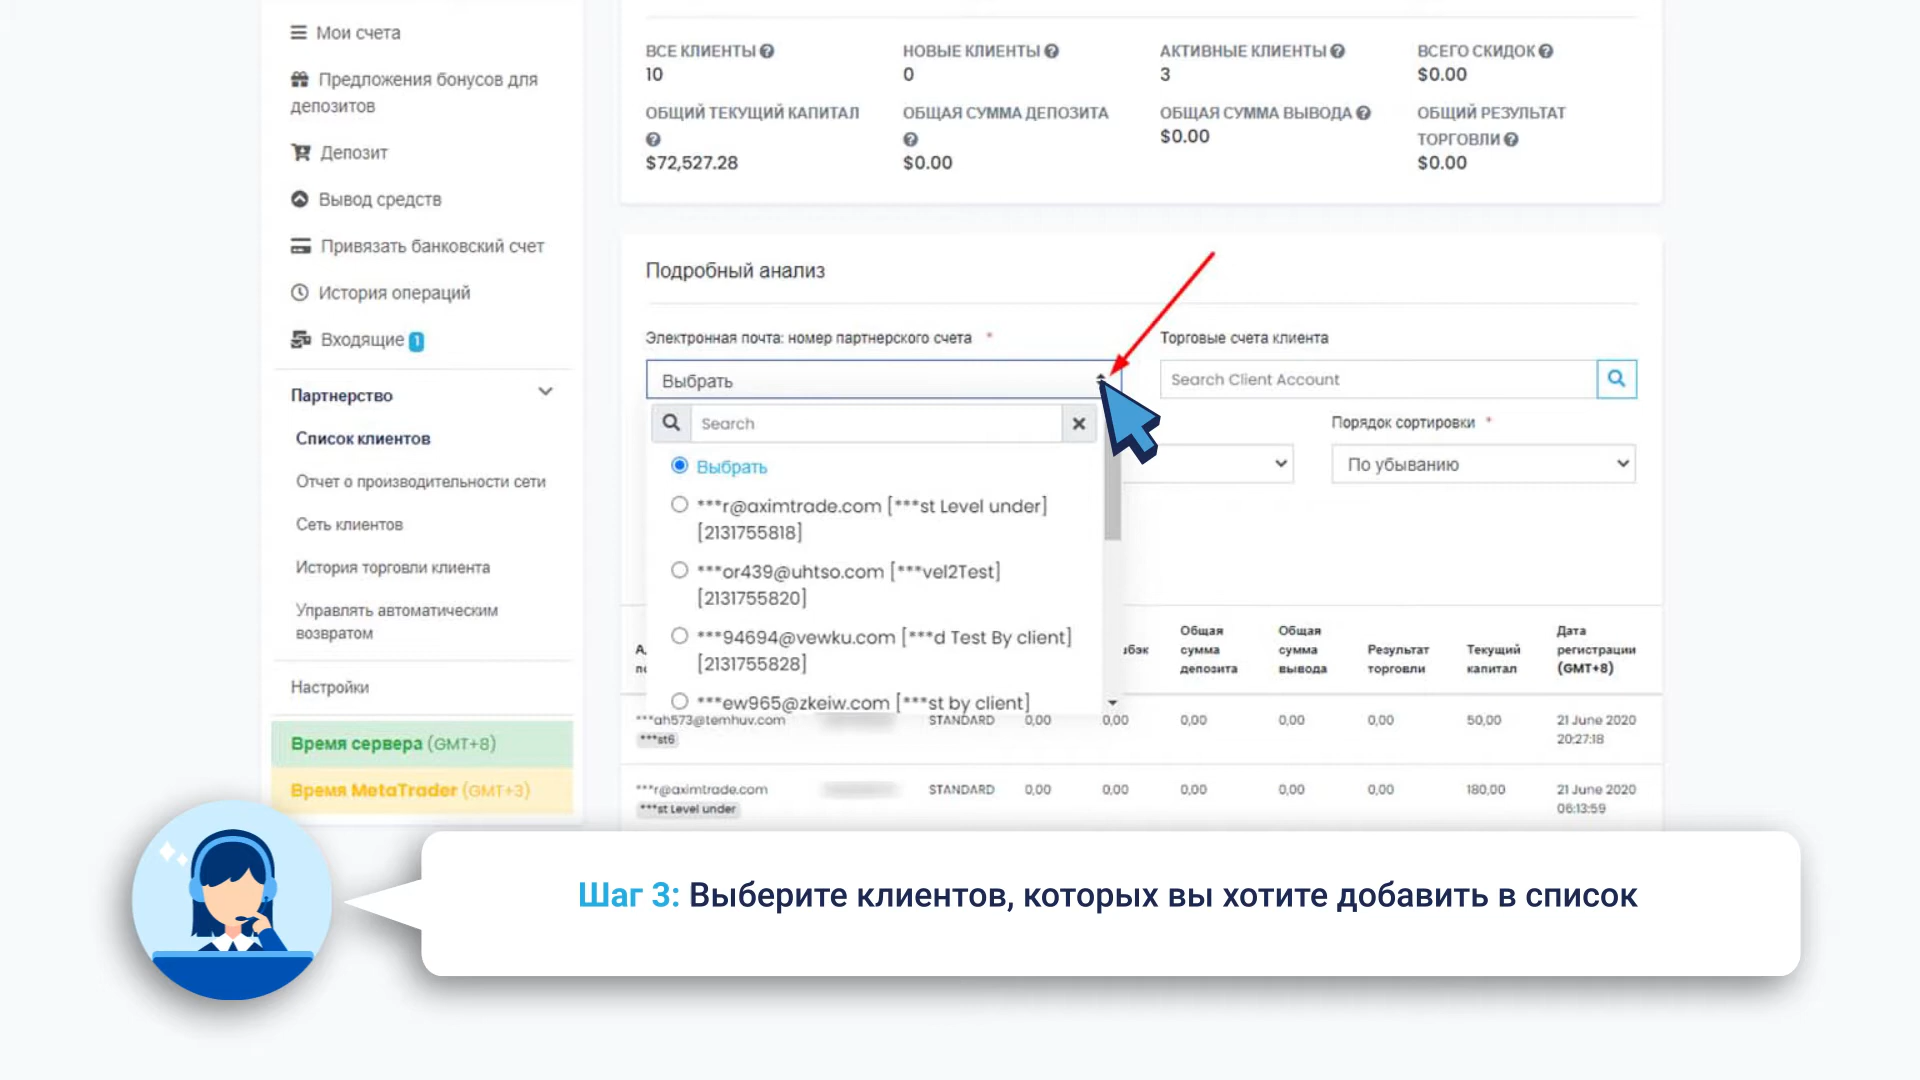 Мои счета
Предложения бонусов для
депозитов
Депозит
Вывод средств
Привязать банковский счет
История операций
Входящие 1
Партнерство
Список клиентов
Отчет о производительности сети
Сеть клиентов
История торговли клиента
Управлять автоматическим
возвратом
Настройки
Время сервера (GMT+8)
Время MetaTrader (GMT+3)
ВСЕ КЛИЕНТЫ
10
НОВЫЕ КЛИЕНТЫ
0
АКТИВНЫЕ КЛИЕНТЫ
3
ВСЕГО СКИДОК
$0.00
ОБЩИЙ ТЕКУЩИЙ КАПИТАЛ
$72,527.28
ОБЩАЯ СУММА ДЕПОЗИТА
$0.00
ОБЩАЯ СУММА ВЫВОДА
$0.00
ОБЩИЙ РЕЗУЛЬТАТ
ТОРГОВЛИ
$0.00
Подробный анализ
Электронная почта: номер партнерского счета *
Выбрать
Search
Выбрать
***r@aximtrade.com [***st Level under]
[2131755818]
***or439@uhtso.com [***vel2Test]
[2131755820]
***94694@vewku.com [***d Test By client]
[2131755828]
***ew965@zkeiw.com [***st by client]
Торговые счета клиента
Search Client Account
Порядок сортировки *
По убыванию
Общая
сумма
депозита
Общая
сумма
вывода
Результат
торговли
Текущий
капитал
Дата
регистрации
(GMT+8)
***ah573@temhuv.com STANDARD 0,00 0,00 0,00 0,00 0,00 50,00 21 June 2020
***st6 20:27:18
***r@aximtrade.com STANDARD 0,00 0,00 0,00 0,00 0,00 180,00 21 June 2020
***st Level under 06:13:59
Шаг 3: Выберите клиентов, которых вы хотите добавить в список